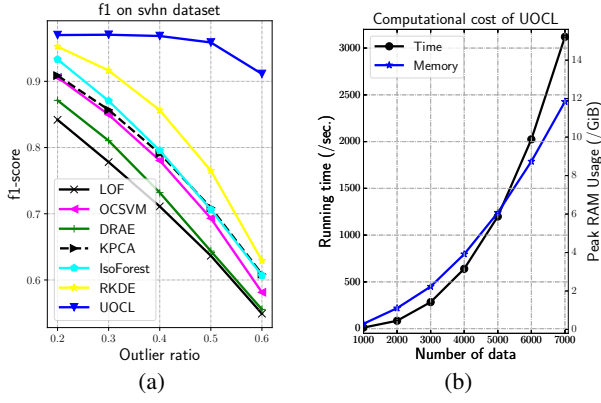 f1 on svhn dataset
f1-score
0.9
0.8
0.7
0.6
LOF
OCSVM
DRAE
KPCA
IsoForest
RKDE
UOCL
0.2 0.3 0.4 0.5 0.6
Outlier ratio
(a)
Computational cost of UOCL
Running time (/sec.)
3000
2500
2000
1500
1000
500
0
Time
Memory
14
12
10
8
6
4
2
0
Peak RAM Usage (/GiB)
1000 2000 3000 4000 5000 6000 7000
Number of data
(b)